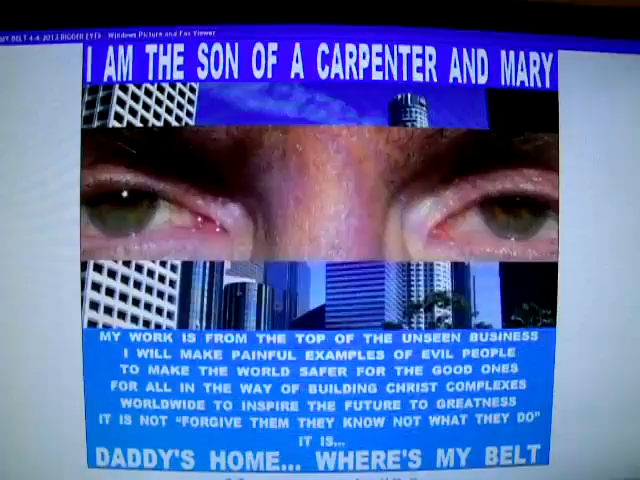 MY BELT 4-4 2013 BIGGER EYES - Windows Picture and Fax Viewer
I AM THE SON OF A CARPENTER AND MARY
MY WORK IS FROM THE TOP OF THE UNSEEN BUSINESS
I WILL MAKE PAINFUL EXAMPLES OF EVIL PEOPLE
TO MAKE THE WORLD SAFER FOR THE GOOD ONES
FOR ALL IN THE WAY OF BUILDING CHRIST COMPLEXES
WORLDWIDE TO INSPIRE THE FUTURE TO GREATNESS
IT IS NOT "FORGIVE THEM THEY KNOW NOT WHAT THEY DO"
IT IS...
DADDY'S HOME... WHERE'S MY BELT